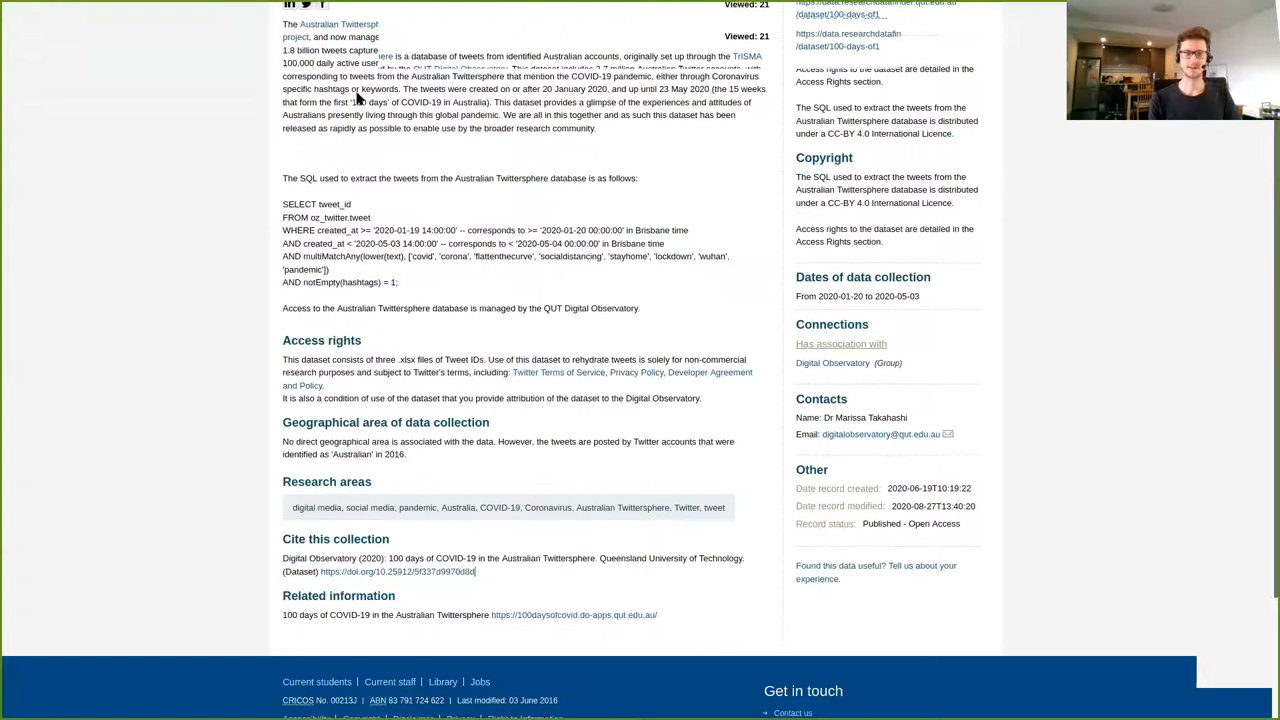 Viewed: 21
The Australian Twittersph
project, and now manage
Viewed: 21
1.8 billion tweets capture
here is a database of tweets from identified Australian accounts, originally set up through the TrISMA
100,000 daily active user
corresponding to tweets from the Australian Twittersphere that mention the COVID-19 pandemic, either through Coronavirus
specific hashtags or keywords. The tweets were created on or after 20 January 2020, and up until 23 May 2020 (the 15 weeks
that form the first '100 days' of COVID-19 in Australia). This dataset provides a glimpse of the experiences and attitudes of
Australians presently living through this global pandemic. We are all in this together and as such this dataset has been
released as rapidly as possible to enable use by the broader research community.
The SQL used to extract the tweets from the Australian Twittersphere database is as follows:
SELECT tweet_id
FROM oz_twitter.tweet
WHERE created_at >= '2020-01-19 14:00:00' -- corresponds to >= '2020-01-20 00:00:00' in Brisbane time
AND created_at < '2020-05-03 14:00:00' -- corresponds to < '2020-05-04 00:00:00' in Brisbane time
AND multiMatchAny(lower(text), ['covid', 'corona', 'flattenthecurve', 'socialdistancing', 'stayhome', 'lockdown', 'wuhan',
'pandemic'])
AND notEmpty(hashtags) = 1;
Access to the Australian Twittersphere database is managed by the QUT Digital Observatory.
Access rights
This dataset consists of three .xlsx files of Tweet IDs. Use of this dataset to rehydrate tweets is solely for non-commercial
research purposes and subject to Twitter's terms, including: Twitter Terms of Service, Privacy Policy, Developer Agreement
and Policy.
It is also a condition of use of the dataset that you provide attribution of the dataset to the Digital Observatory.
Geographical area of data collection
No direct geographical area is associated with the data. However, the tweets are posted by Twitter accounts that were
identified as 'Australian' in 2016.
Research areas
digital media, social media, pandemic, Australia, COVID-19, Coronavirus, Australian Twittersphere, Twitter, tweet
Cite this collection
Digital Observatory (2020): 100 days of COVID-19 in the Australian Twittersphere. Queensland University of Technology.
(Dataset) https://doi.org/10.25912/5f337d9970d8d
Related information
100 days of COVID-19 in the Australian Twittersphere https://100daysofcovid.do-apps.qut.edu.au/
https://data.researchdatafinder.qut.edu.au
/dataset/100-days-of1
https://data.researchdatafin
/dataset/100-days-of1
Access rights to the dataset are detailed in the
Access Rights section.
The SQL used to extract the tweets from the
Australian Twittersphere database is distributed
under a CC-BY 4.0 International Licence.
Copyright
The SQL used to extract the tweets from the
Australian Twittersphere database is distributed
under a CC-BY 4.0 International Licence.
Access rights to the dataset are detailed in the
Access Rights section.
Dates of data collection
From 2020-01-20 to 2020-05-03
Connections
Has association with
Digital Observatory (Group)
Contacts
Name: Dr Marissa Takahashi
Email: digitalobservatory@qut.edu.au
Other
Date record created: 2020-06-19T10:19:22
Date record modified: 2020-08-27T13:40:20
Record status: Published - Open Access
Found this data useful? Tell us about your
experience.
Current students | Current staff | Library | Jobs
CRICOS No. 00213J | ABN 83 791 724 622 | Last modified: 03 June 2016
Get in touch
Contact us